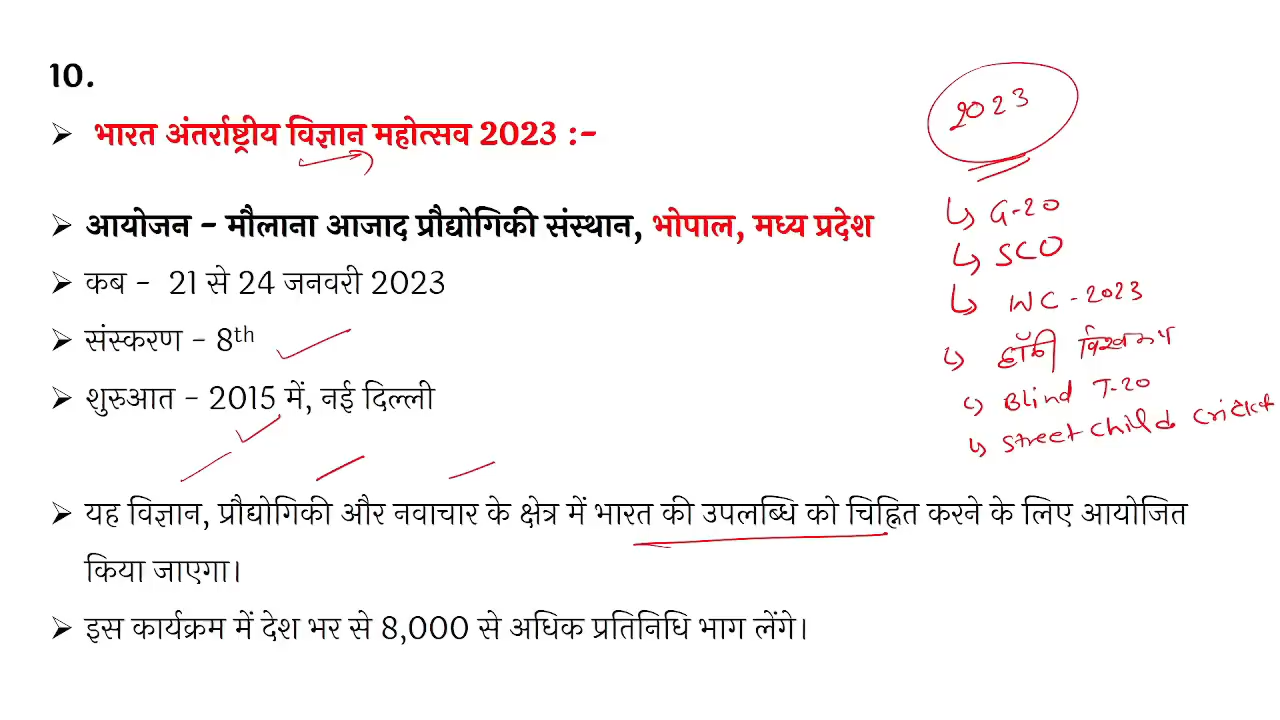 10.
➢ भारत अंतर्राष्ट्रीय विज्ञान महोत्सव 2023 :-
➢ आयोजन - मौलाना आजाद प्रौद्योगिकी संस्थान, भोपाल, मध्य प्रदेश
➢ कब - 21 से 24 जनवरी 2023
➢ संस्करण - 8th
➢ शुरुआत - 2015 में, नई दिल्ली
➢ यह विज्ञान, प्रौद्योगिकी और नवाचार के क्षेत्र में भारत की उपलब्धि को चिह्नित करने के लिए आयोजित
किया जाएगा।
➢ इस कार्यक्रम में देश भर से 8,000 से अधिक प्रतिनिधि भाग लेंगे।
2023
↳ G-20
↳ SCO
↳ WC - 2023
↳ हॉकी विश्वकप
↳ Blind T-20
↳ Street child cricket